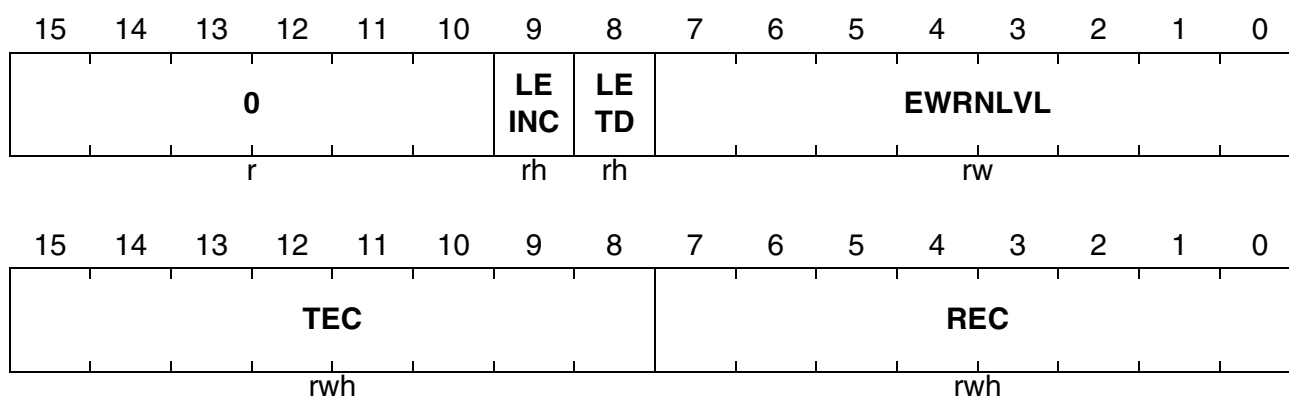 15 14 13 12 11 10 9 8 7 6 5 4 3 2 1 0
0 LE INC LE TD EWRNLVL
r rh rh rw
15 14 13 12 11 10 9 8 7 6 5 4 3 2 1 0
TEC REC
rwh rwh